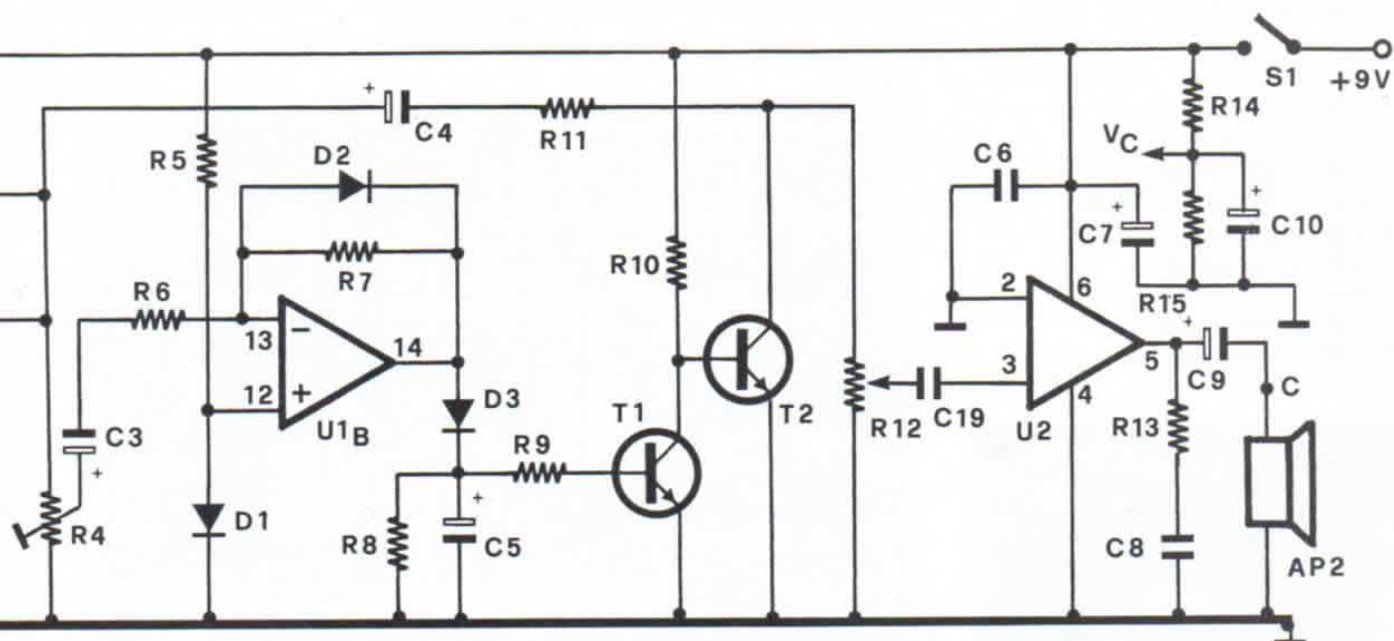 S1
+9V
R14
VC
C4
R11
R5
D2
C6
C7
C10
R7
R10
R6
2
6
R15
13
−
14
3
5
C9
C
12
+
U1B
D3
T1
T2
R12
C19
U2
4
R13
C3
R9
R4
D1
R8
C5
C8
AP2